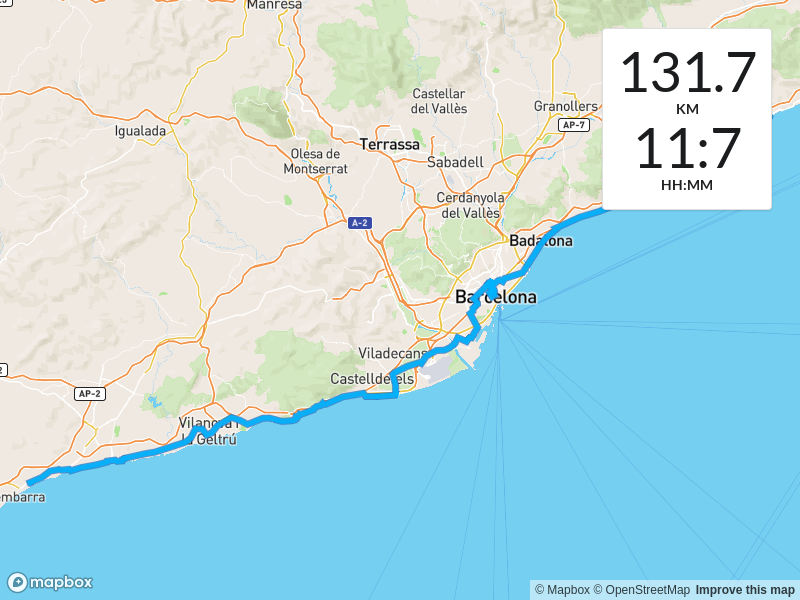 Manresa
131.7
KM
11:7
HH:MM
Castellar
del Vallès
Granollers
AP-7
Igualada
Terrassa
Olesa de
Montserrat
Sabadell
Cerdanyola
del Vallès
A-2
Badalona
Barcelona
Viladecans
Castelldefels
2
AP-2
Vilanova i
la Geltrú
embarra
mapbox
© Mapbox © OpenStreetMap Improve this map